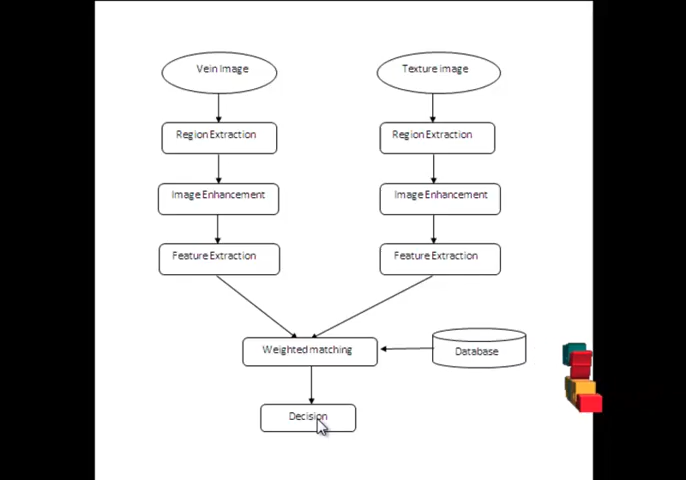 Vein Image
Texture image
Region Extraction
Region Extraction
Image Enhancement
Image Enhancement
Feature Extraction
Feature Extraction
Weighted matching
Database
Decision